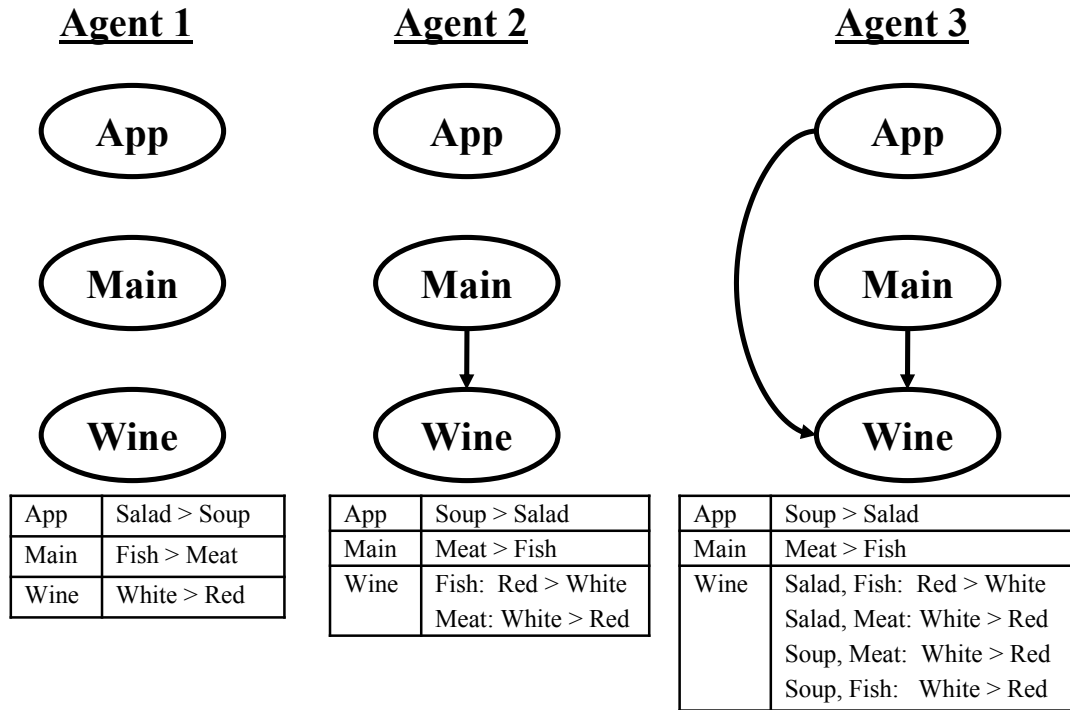 Agent 1
App
Main
Wine
App Salad > Soup
Main Fish > Meat
Wine White > Red
Agent 2
App
Main
Wine
App Soup > Salad
Main Meat > Fish
Wine Fish: Red > White
Meat: White > Red
Agent 3
App
Main
Wine
App Soup > Salad
Main Meat > Fish
Wine Salad, Fish: Red > White
Salad, Meat: White > Red
Soup, Meat: White > Red
Soup, Fish: White > Red